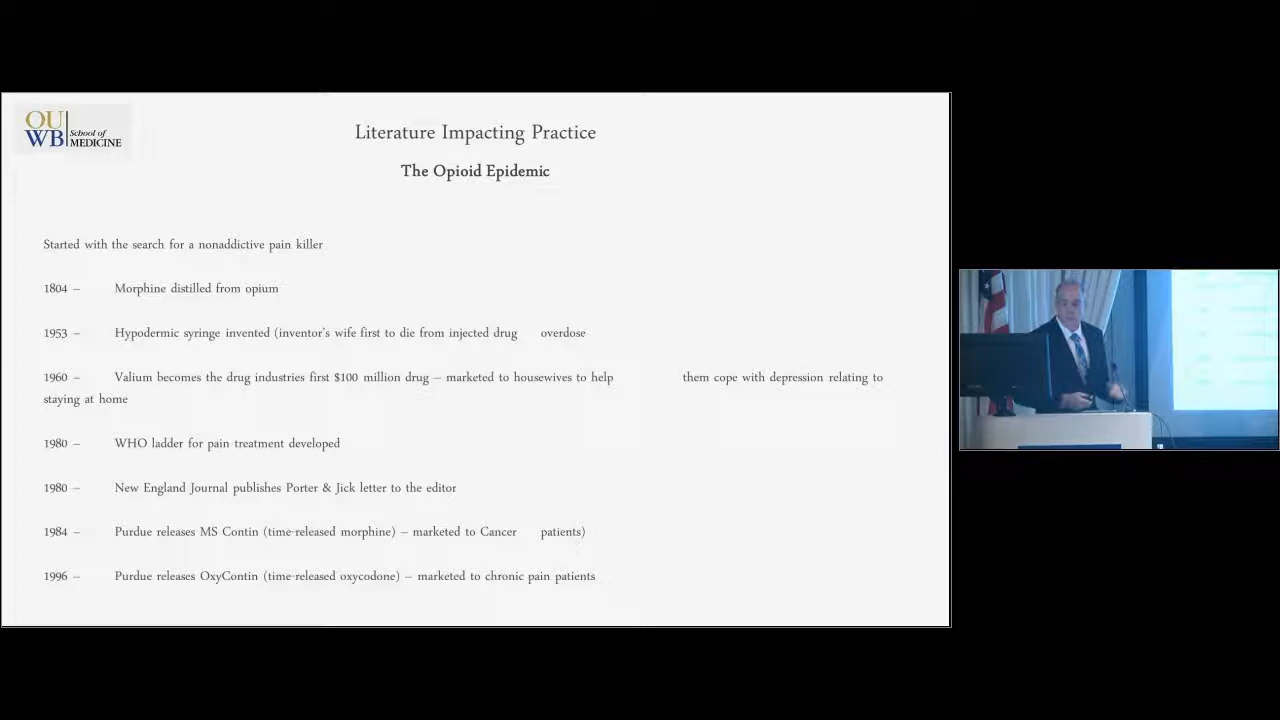 OU
WB School of
MEDICINE
Literature Impacting Practice
The Opioid Epidemic
Started with the search for a nonaddictive pain killer
1804 – Morphine distilled from opium
1953 – Hypodermic syringe invented (inventor's wife first to die from injected drug overdose
1960 – Valium becomes the drug industries first $100 million drug – marketed to housewives to help them cope with depression relating to
staying at home
1980 – WHO ladder for pain treatment developed
1980 – New England Journal publishes Porter & Jick letter to the editor
1984 – Purdue releases MS Contin (time-released morphine) – marketed to Cancer patients)
1996 – Purdue releases OxyContin (time-released oxycodone) – marketed to chronic pain patients